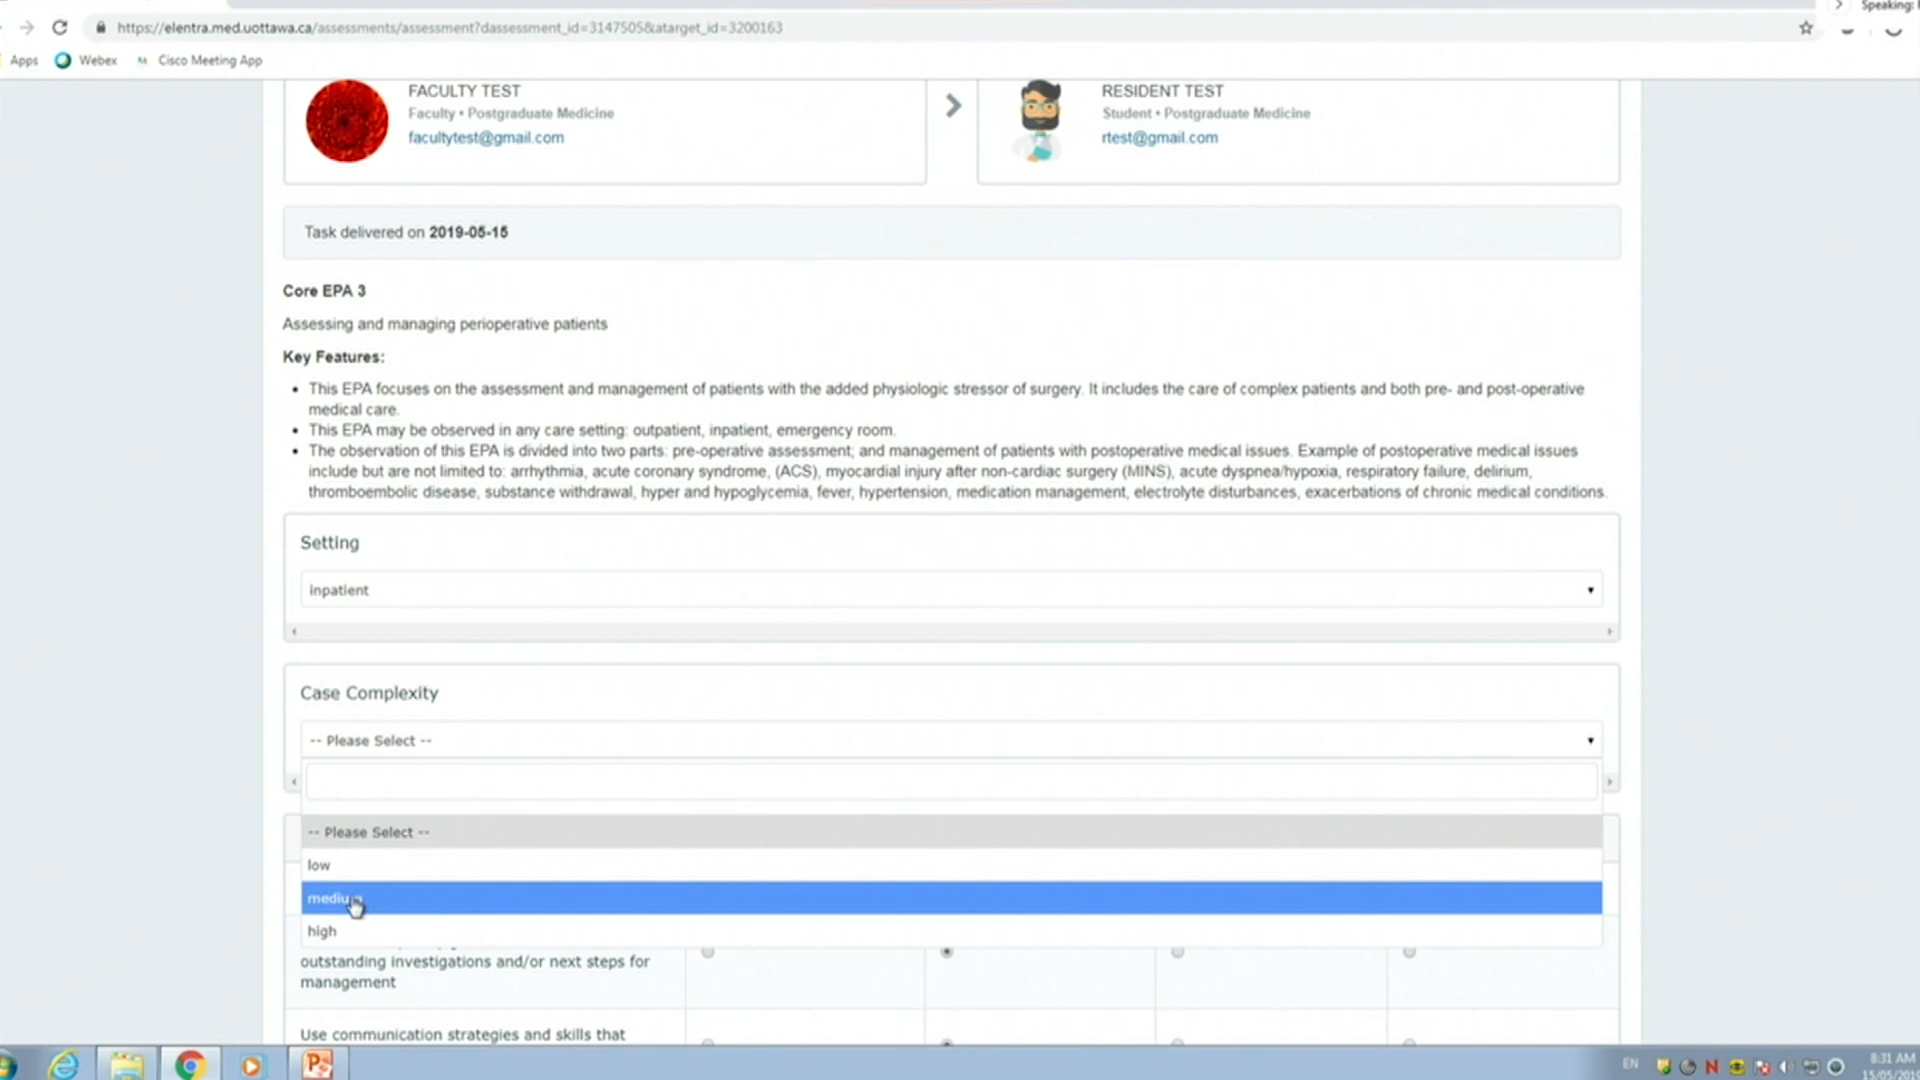 Speaking:
https://elentra.med.uottawa.ca/assessments/assessment?dassessment_id=3147505&atarget_id=3200163
Apps Webex Cisco Meeting App
FACULTY TEST
Faculty • Postgraduate Medicine
facultytest@gmail.com
RESIDENT TEST
Student • Postgraduate Medicine
rtest@gmail.com
Task delivered on 2019-05-15
Core EPA 3
Assessing and managing perioperative patients
Key Features:
• This EPA focuses on the assessment and management of patients with the added physiologic stressor of surgery. It includes the care of complex patients and both pre- and post-operative
medical care.
• This EPA may be observed in any care setting: outpatient, inpatient, emergency room.
• The observation of this EPA is divided into two parts: pre-operative assessment; and management of patients with postoperative medical issues. Example of postoperative medical issues
include but are not limited to: arrhythmia, acute coronary syndrome, (ACS), myocardial injury after non-cardiac surgery (MINS), acute dyspnea/hypoxia, respiratory failure, delirium,
thromboembolic disease, substance withdrawal, hyper and hypoglycemia, fever, hypertension, medication management, electrolyte disturbances, exacerbations of chronic medical conditions.
Setting
inpatient
Case Complexity
-- Please Select --
-- Please Select --
low
medium
high
outstanding investigations and/or next steps for
management
Use communication strategies and skills that
EN
8:31 AM
15/05/2019